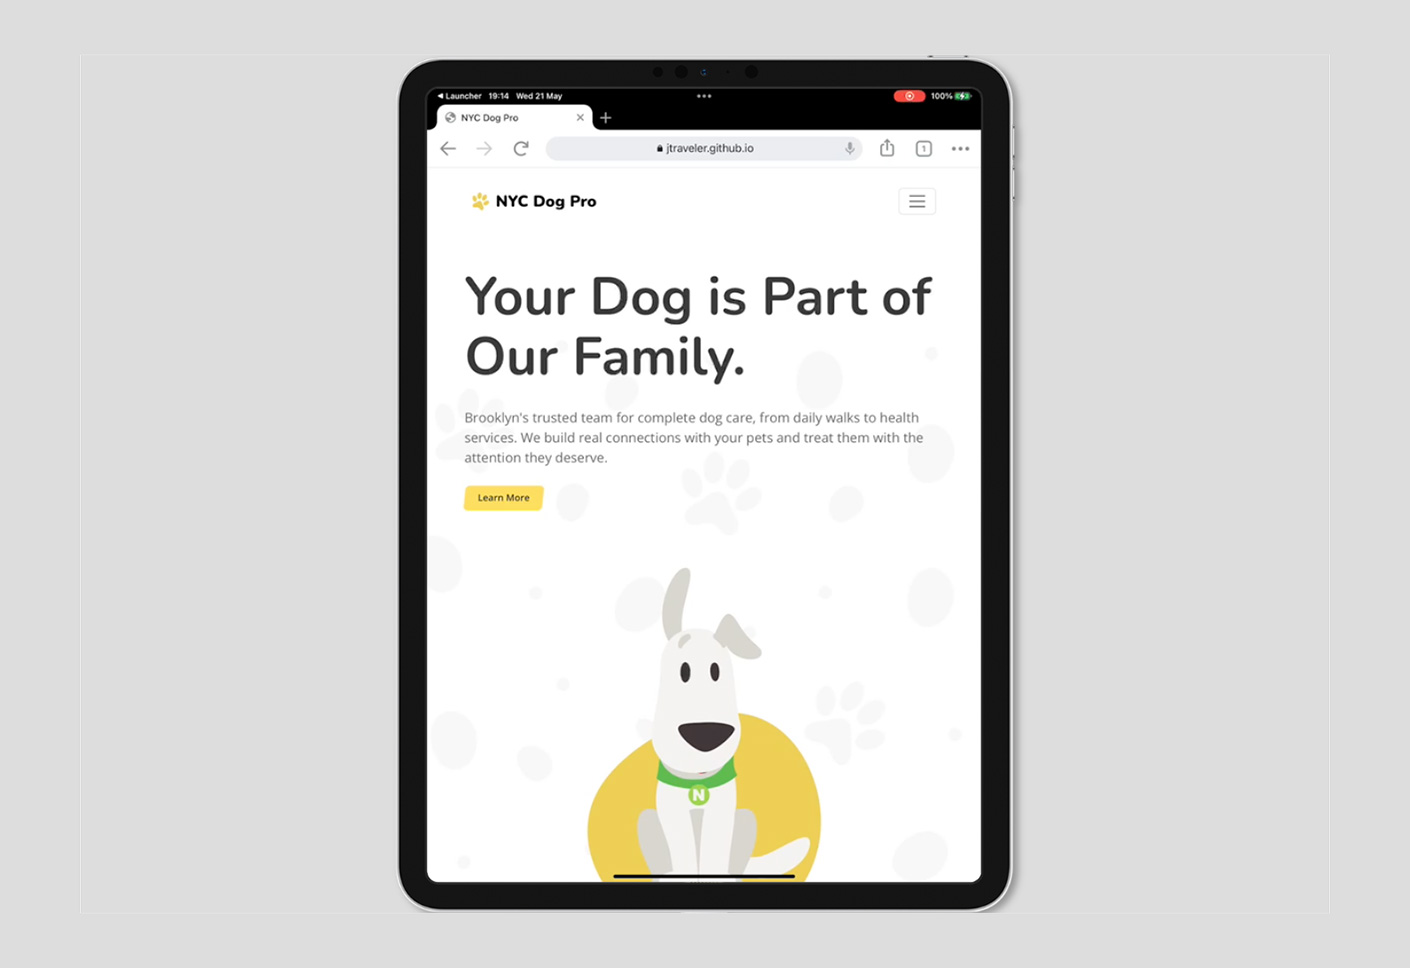 ◀ Launcher 19:14 Wed 21 May
100%
NYC Dog Pro
jtraveler.github.io
1
NYC Dog Pro
Your Dog is Part of
Our Family.
Brooklyn's trusted team for complete dog care, from daily walks to health
services. We build real connections with your pets and treat them with the
attention they deserve.
Learn More
N